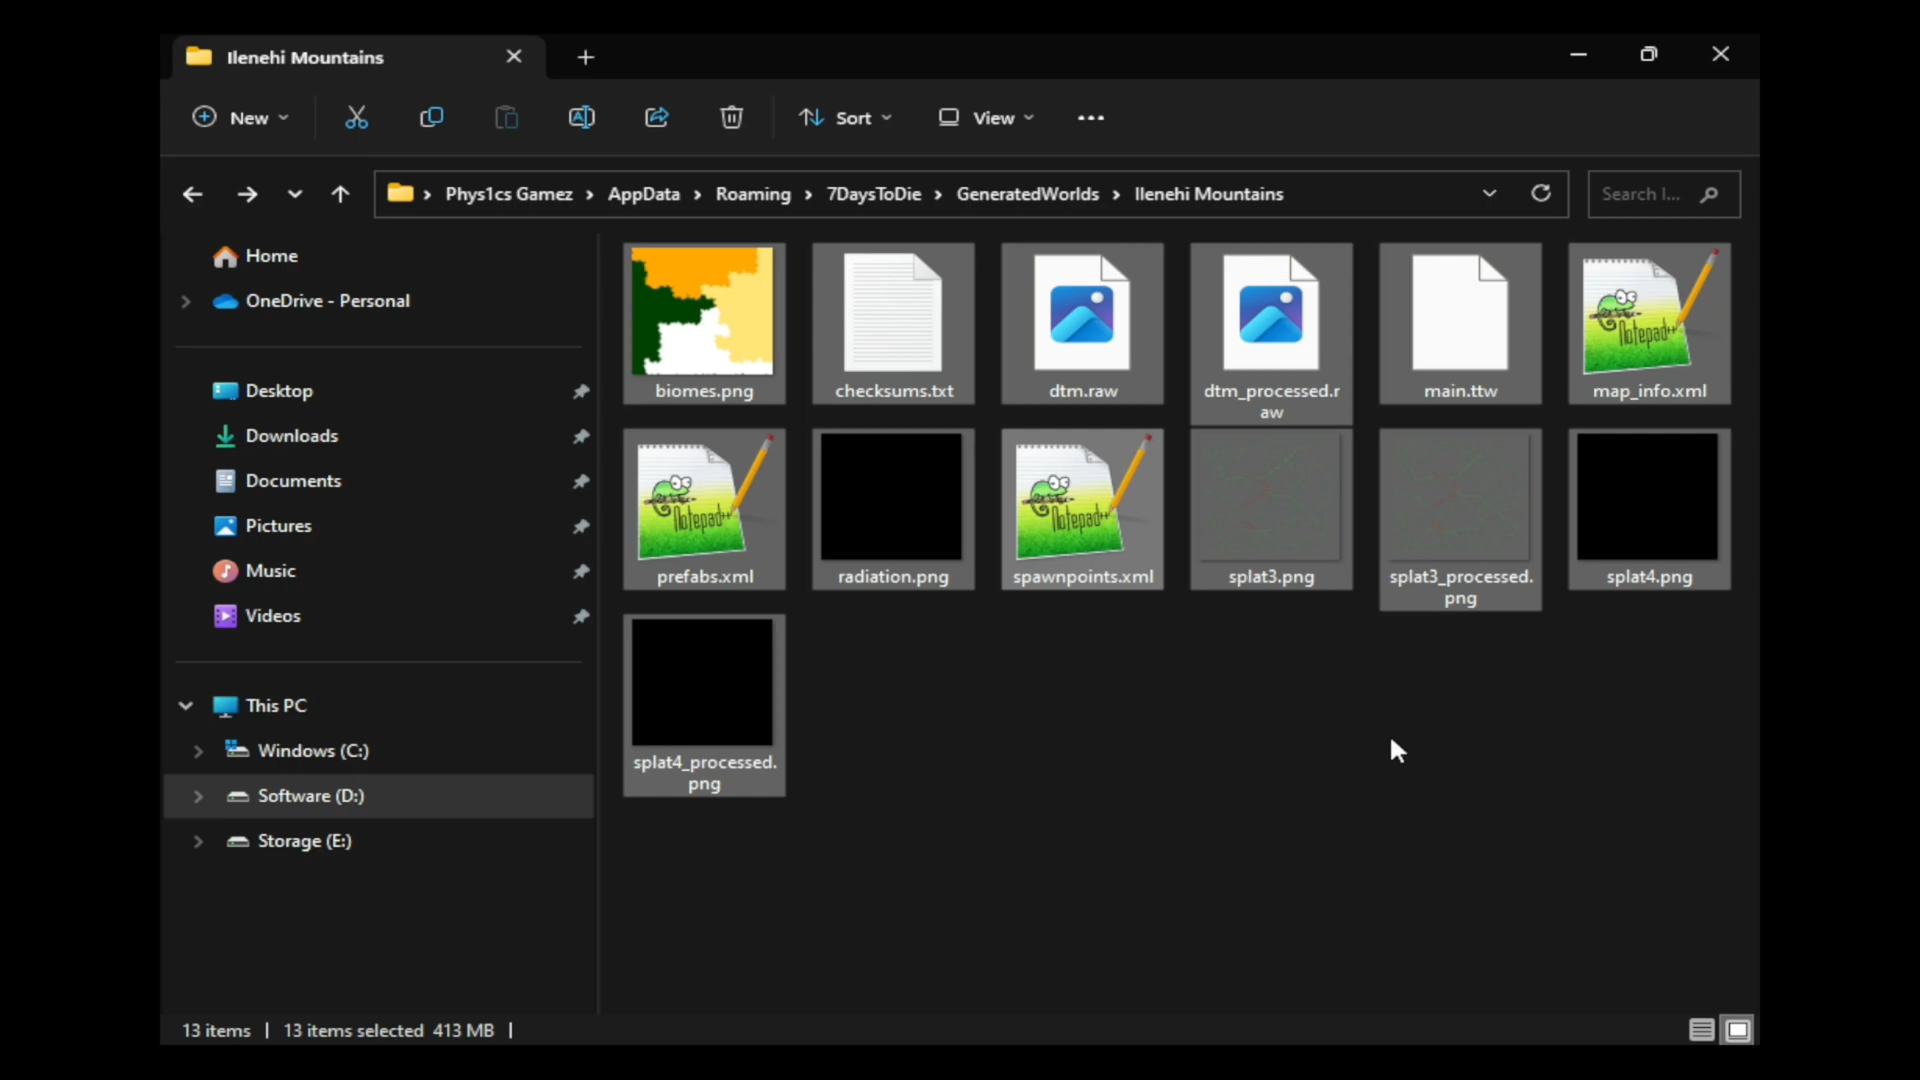 Ilenehi Mountains
New
Sort
View
Phys1cs Gamez > AppData > Roaming > 7DaysToDie > GeneratedWorlds > Ilenehi Mountains
Search I...
Home
OneDrive - Personal
Desktop
Downloads
Documents
Pictures
Music
Videos
This PC
Windows (C:)
Software (D:)
Storage (E:)
biomes.png
checksums.txt
dtm.raw
dtm_processed.r
aw
main.ttw
Notepad++
map_info.xml
Notepad++
prefabs.xml
radiation.png
Notepad++
spawnpoints.xml
splat3.png
splat3_processed.
png
splat4.png
splat4_processed.
png
13 items | 13 items selected 413 MB |